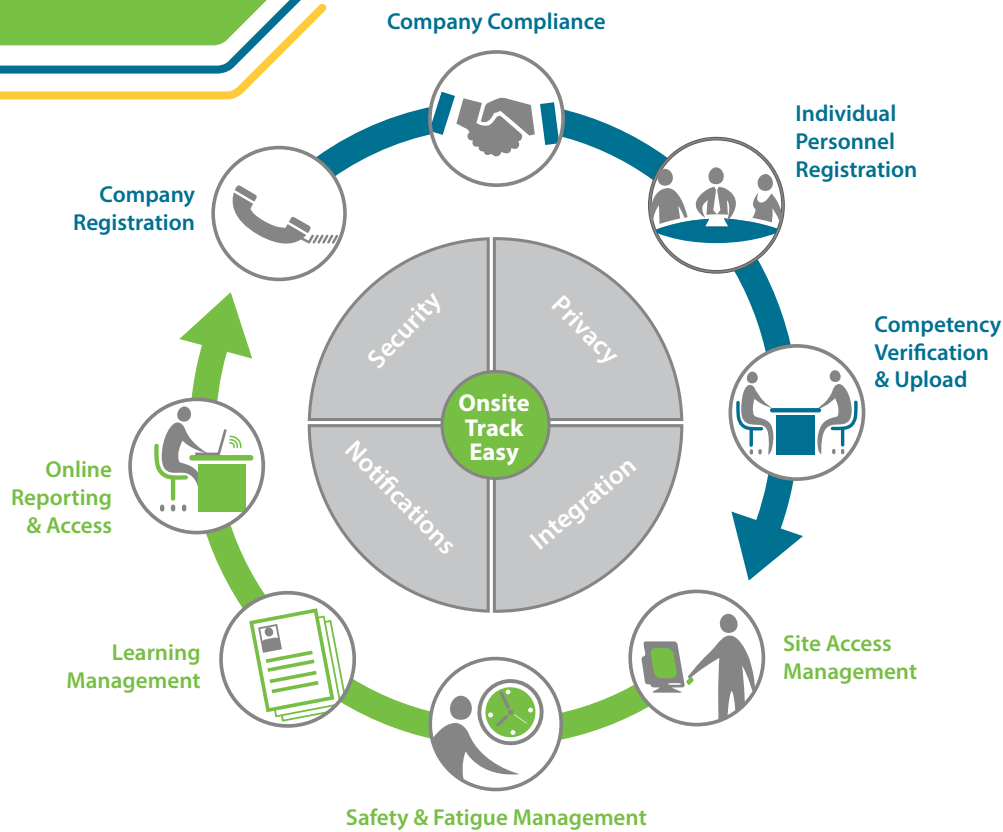 Company Compliance
Individual
Personnel
Registration
Competency
Verification
& Upload
Site Access
Management
Safety & Fatigue Management
Learning
Management
Online
Reporting
& Access
Company
Registration
Security
Privacy
Onsite
Track
Easy
Notifications
Integration